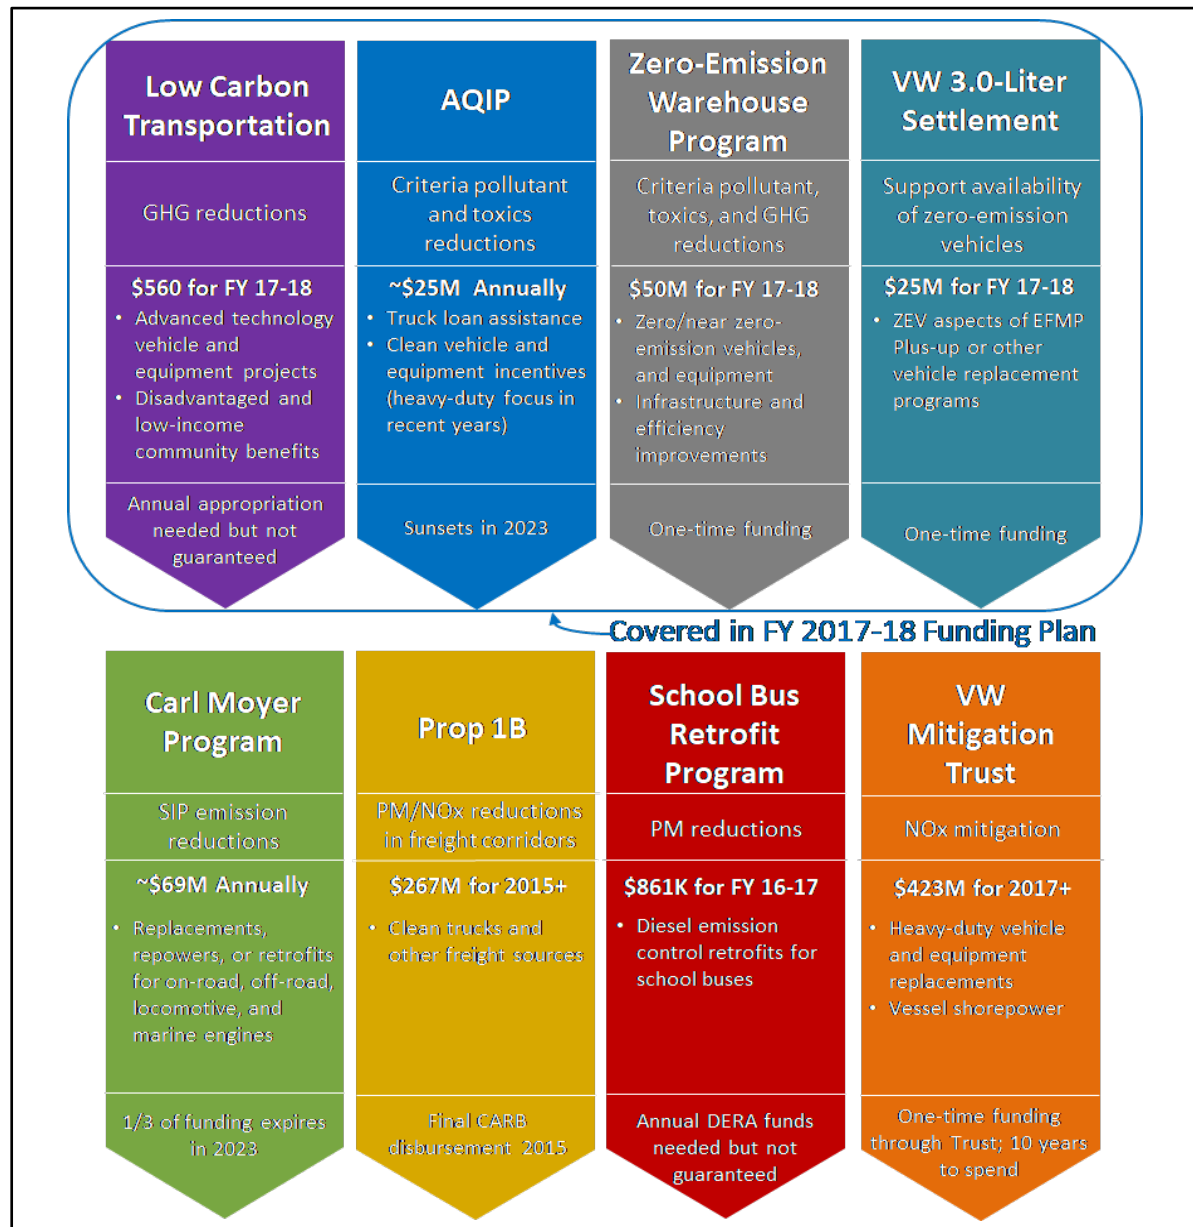 Low Carbon
Transportation
GHG reductions
$560 for FY 17-18
• Advanced technology
vehicle and
equipment projects
• Disadvantaged and
low-income
community benefits
Annual appropriation
needed but not
guaranteed
AQIP
Criteria pollutant
and toxics
reductions
~$25M Annually
• Truck loan assistance
• Clean vehicle and
equipment incentives
(heavy-duty focus in
recent years)
Sunsets in 2023
Zero-Emission
Warehouse
Program
Criteria pollutant,
toxics, and GHG
reductions
$50M for FY 17-18
• Zero/near zero-
emission vehicles,
and equipment
• Infrastructure and
efficiency
improvements
One-time funding
VW 3.0-Liter
Settlement
Support availability
of zero-emission
vehicles
$25M for FY 17-18
• ZEV aspects of EFMP
Plus-up or other
vehicle replacement
programs
One-time funding
Covered in FY 2017-18 Funding Plan
Carl Moyer
Program
SIP emission
reductions
~$69M Annually
• Replacements,
repowers, or retrofits
for on-road, off-road,
locomotive, and
marine engines
1/3 of funding expires
in 2023
Prop 1B
PM/NOx reductions
in freight corridors
$267M for 2015+
• Clean trucks and
other freight sources
Final CARB
disbursement 2015
School Bus
Retrofit
Program
PM reductions
$861K for FY 16-17
• Diesel emission
control retrofits for
school buses
Annual DERA funds
needed but not
guaranteed
VW
Mitigation
Trust
NOx mitigation
$423M for 2017+
• Heavy-duty vehicle
and equipment
replacements
• Vessel shorepower
One-time funding
through Trust; 10 years
to spend